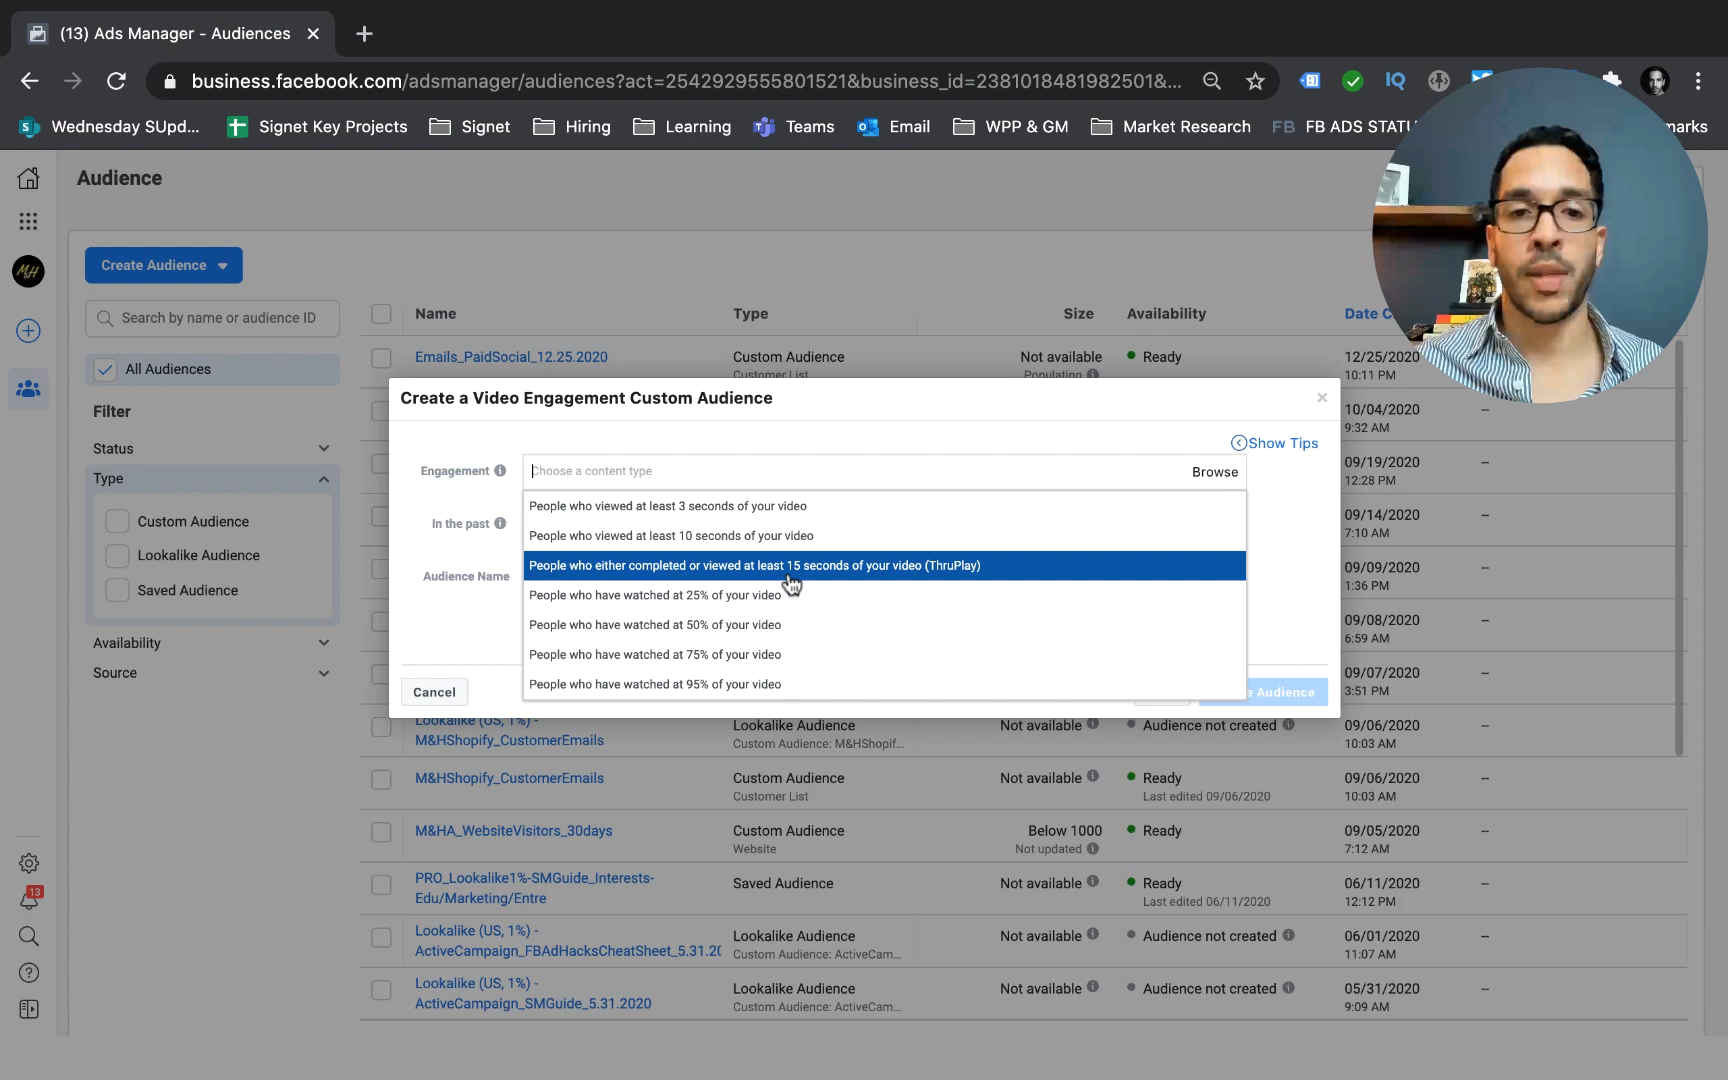 (13) Ads Manager - Audiences
business.facebook.com/adsmanager/audiences?act=2542929555801521&business_id=2381018481982501&...
IQ
Wednesday SUpd...
Signet Key Projects
Signet
Hiring
Learning
Teams
Email
WPP & GM
Market Research
FB FB ADS STATU
marks
Audience
M&H
Create Audience
Search by name or audience ID
All Audiences
Filter
Status
Type
Custom Audience
Lookalike Audience
Saved Audience
Availability
Source
13
Name Type Size Availability Date C
Emails_PaidSocial_12.25.2020 Custom Audience Not available Ready 12/25/2020
Customer List Populating 10:11 PM
Create a Video Engagement Custom Audience
Show Tips
Engagement Choose a content type Browse
People who viewed at least 3 seconds of your video
In the past
People who viewed at least 10 seconds of your video
People who either completed or viewed at least 15 seconds of your video (ThruPlay)
Audience Name
People who have watched at 25% of your video
People who have watched at 50% of your video
People who have watched at 75% of your video
People who have watched at 95% of your video
Cancel
e Audience
10/04/2020 --
9:32 AM
09/19/2020 --
12:28 PM
09/14/2020 --
7:10 AM
09/09/2020 --
1:36 PM
09/08/2020 --
6:59 AM
09/07/2020 --
3:51 PM
Lookalike (US, 1%) - Lookalike Audience Not available Audience not created 09/06/2020 --
M&HShopify_CustomerEmails Custom Audience: M&HShopif... 10:03 AM
M&HShopify_CustomerEmails Custom Audience Not available Ready 09/06/2020 --
Customer List Last edited 09/06/2020 10:03 AM
M&HA_WebsiteVisitors_30days Custom Audience Below 1000 Ready 09/05/2020 --
Website Not updated 7:12 AM
PRO_Lookalike1%-SMGuide_Interests- Saved Audience Not available Ready 06/11/2020 --
Edu/Marketing/Entre Last edited 06/11/2020 12:12 PM
Lookalike (US, 1%) - Lookalike Audience Not available Audience not created 06/01/2020 --
ActiveCampaign_FBAdHacksCheatSheet_5.31.20 Custom Audience: ActiveCam... 11:07 AM
Lookalike (US, 1%) - Lookalike Audience Not available Audience not created 05/31/2020 --
ActiveCampaign_SMGuide_5.31.2020 Custom Audience: ActiveCam... 9:09 AM